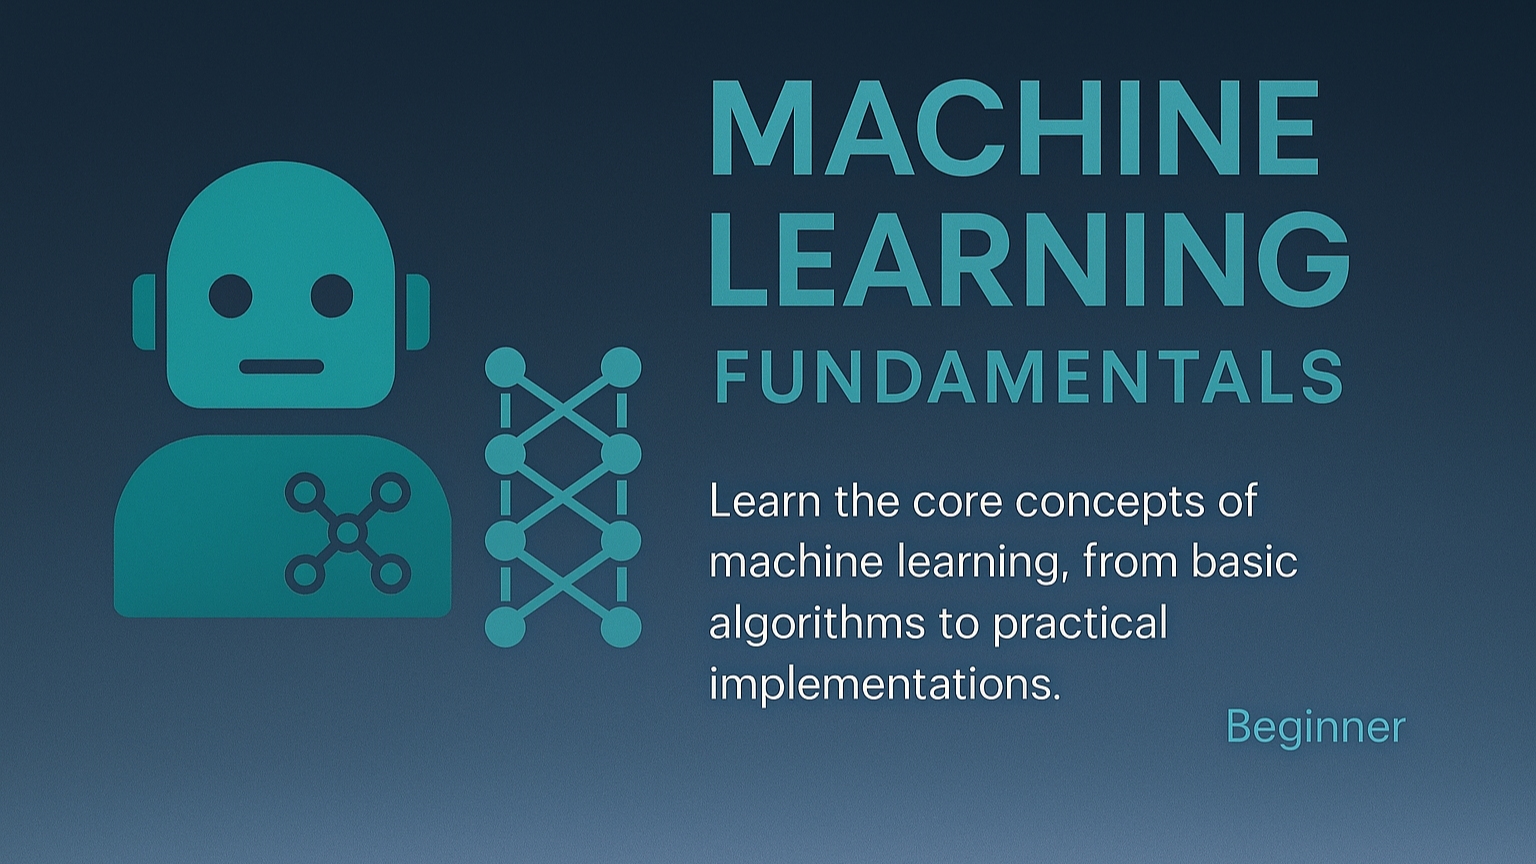 MACHINE
LEARNING
FUNDAMENTALS
Learn the core concepts of
machine learning, from basic
algorithms to practical
implementations.
Beginner